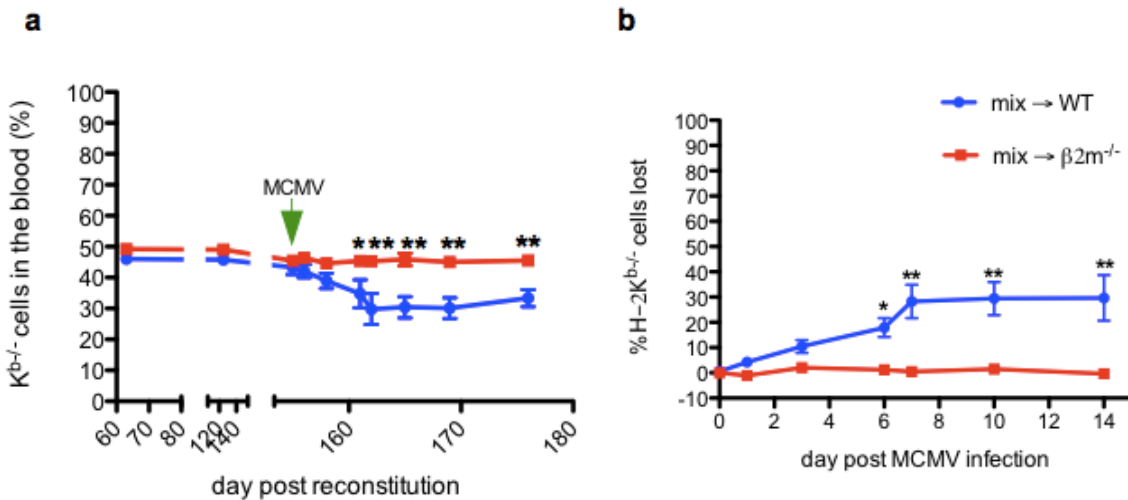 a
b
K^b-/- cells in the blood (%)
100
90
80
70
60
50
40
30
20
10
0
MCMV
* ** ** ** **
60 70 80 120 140 160 170 180
day post reconstitution
mix → WT
mix → β2m^-/-
%H-2K^b-/- cells lost
100
90
80
70
60
50
40
30
20
10
0
-10
* ** ** **
0 2 4 6 8 10 12 14
day post MCMV infection